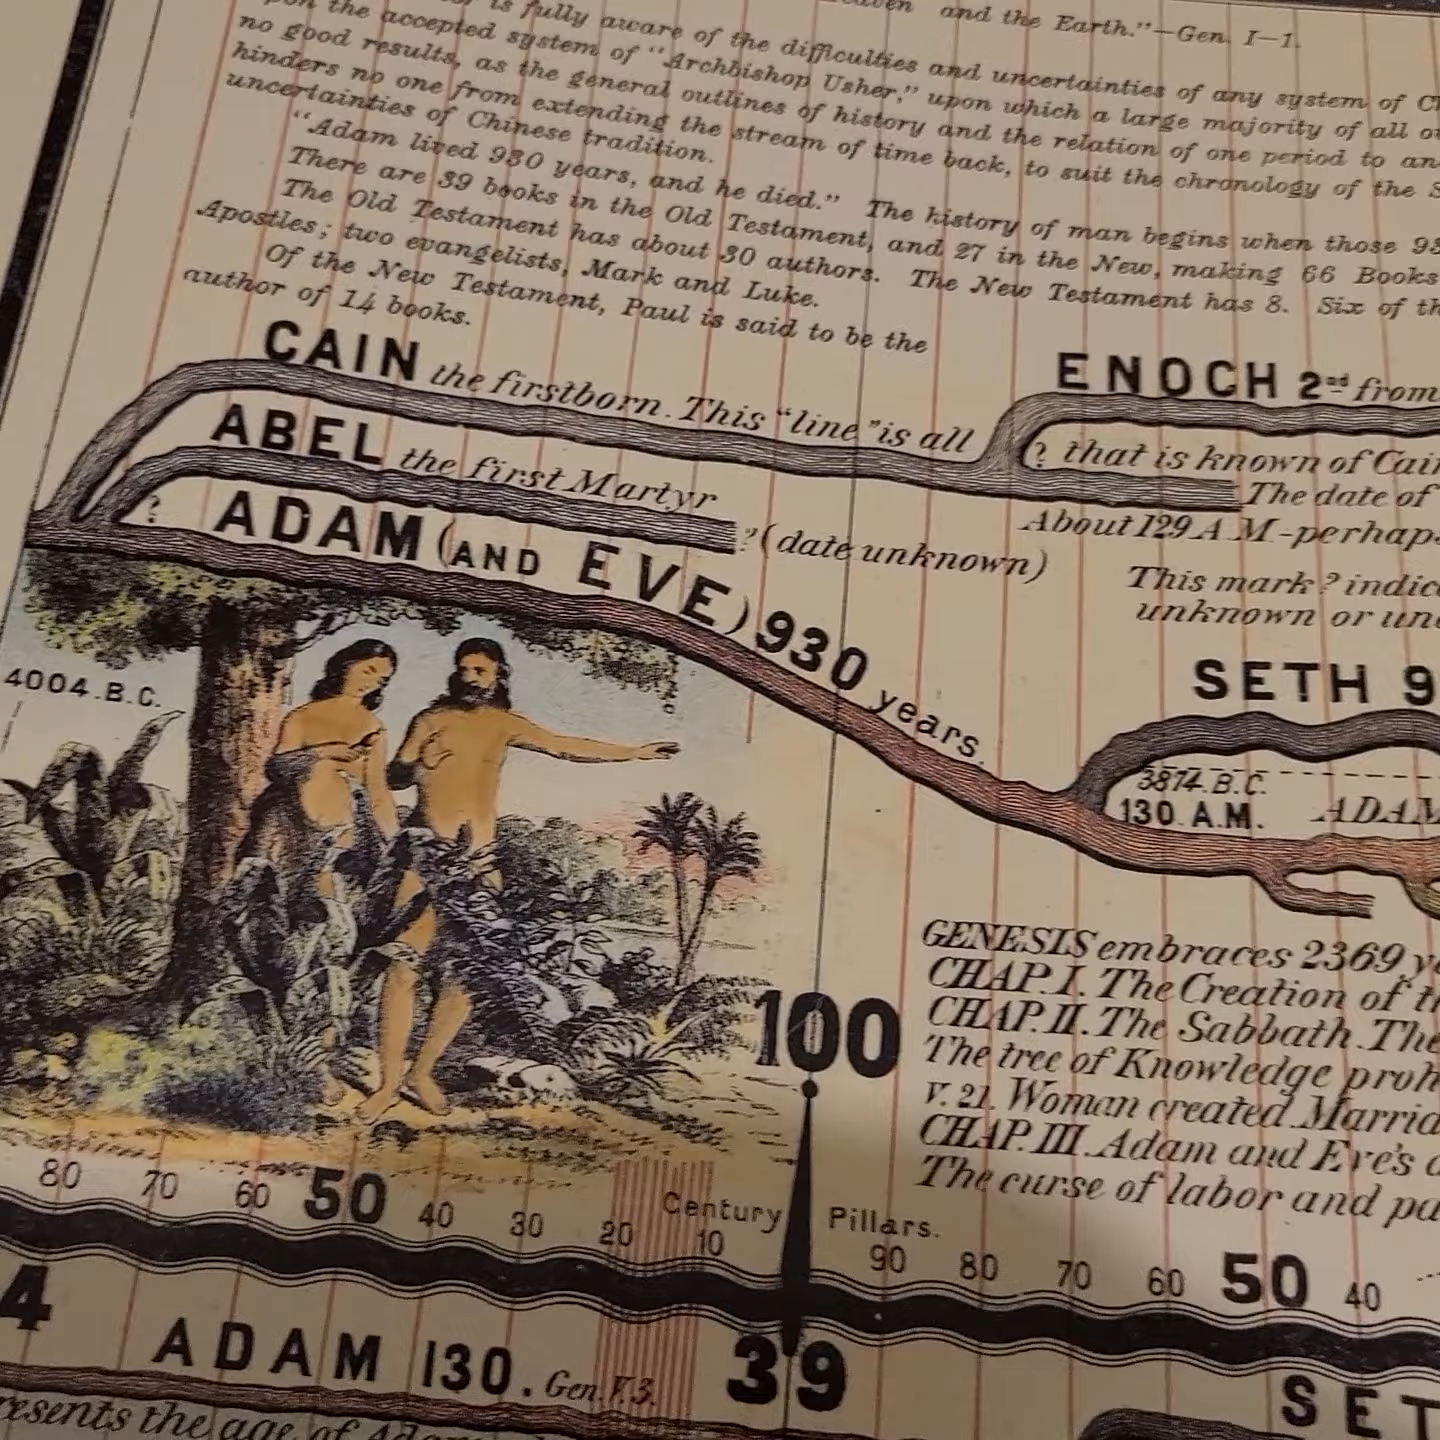 and the Earth."—Gen. I—1.
is fully aware of the difficulties and uncertainties of any system of
the accepted system of "Archbishop Usher," upon which a large majority of all
no good results, as the general outlines of history and the relation of one period to
hinders no one from extending the stream of time back, to suit the chronology of the
uncertainties of Chinese tradition.
"Adam lived 930 years, and he died." The history of man begins when those
There are 39 books in the Old Testament, and 27 in the New, making 66 Books
The Old Testament has about 30 authors. The New Testament has 8. Six of
Apostles; two evangelists, Mark and Luke.
Of the New Testament, Paul is said to be the
author of 14 books.
CAIN the firstborn. This "line" is all
ENOCH 2nd from
? that is known of
ABEL the first Martyr
The date of
? ADAM (AND EVE) 930 years.
? (date unknown)
About 129 A M - perhaps
This mark ? indic
unknown or
4004.B.C.
SETH 9
3874.B.C.
130.A.M. ADAM
GENESIS embraces 2369
CHAP. I. The Creation of
CHAP. II. The Sabbath. The
The tree of Knowledge
V. 21. Woman created. Marria
CHAP. III. Adam and Eve's
The curse of labor and
100
80 70 60 50 40 30 20 10
Century Pillars.
90 80 70 60 50 40
4
39
ADAM 130. Gen. V.3.
SET
resents the age of